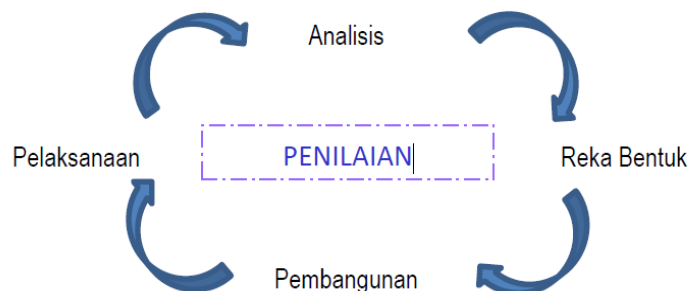 Analisis
Pelaksanaan
PENILAIAN
Reka Bentuk
Pembangunan